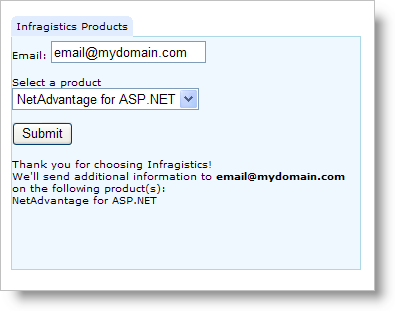 Infragistics Products
Email: email@mydomain.com
Select a product
NetAdvantage for ASP.NET
Submit
Thank you for choosing Infragistics!
We'll send additional information to email@mydomain.com
on the following product(s):
NetAdvantage for ASP.NET